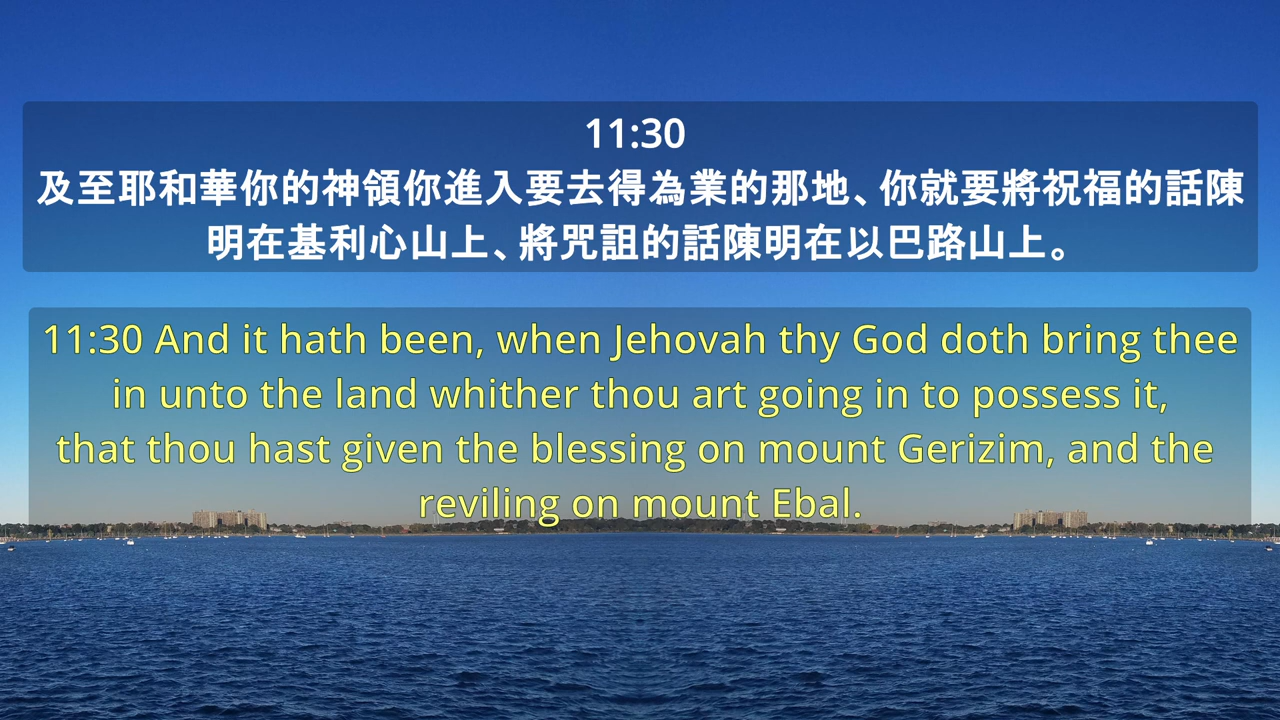 11:30
及至耶和華你的神領你進入要去得為業的那地、你就要將祝福的話陳
明在基利心山上、將咒詛的話陳明在以巴路山上。
11:30 And it hath been, when Jehovah thy God doth bring thee
in unto the land whither thou art going in to possess it,
that thou hast given the blessing on mount Gerizim, and the
reviling on mount Ebal.